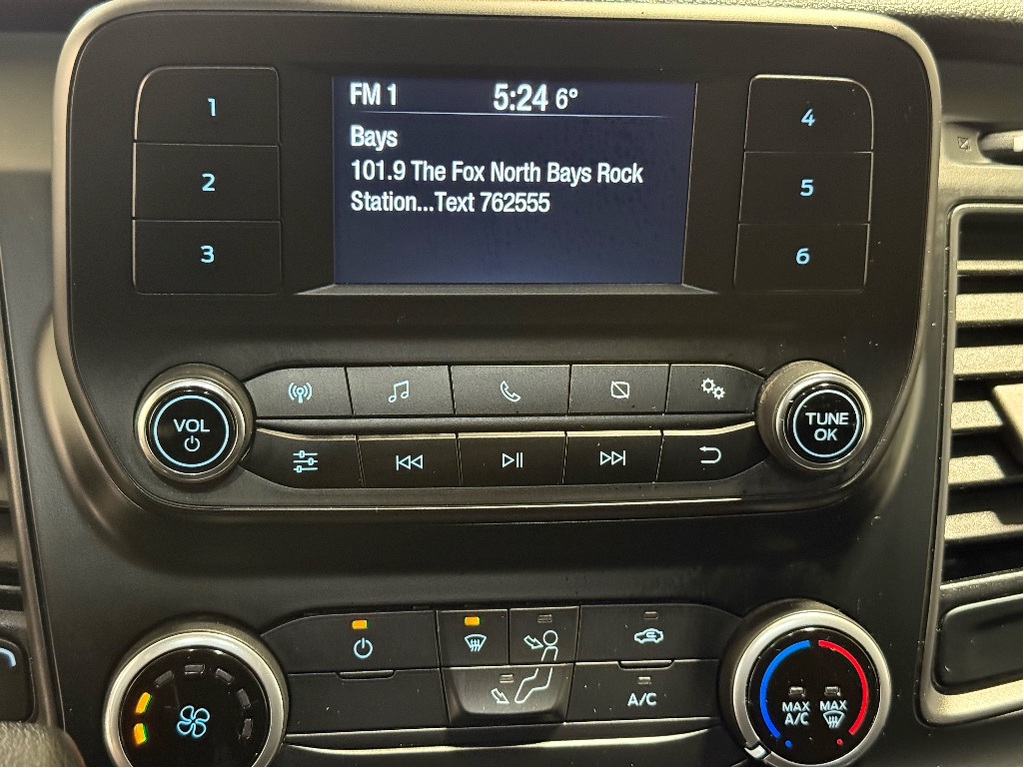 FM 1 5:24 6°
Bays
101.9 The Fox North Bays Rock
Station...Text 762555
1
2
3
4
5
6
VOL
TUNE
OK
A/C
MAX
A/C
MAX